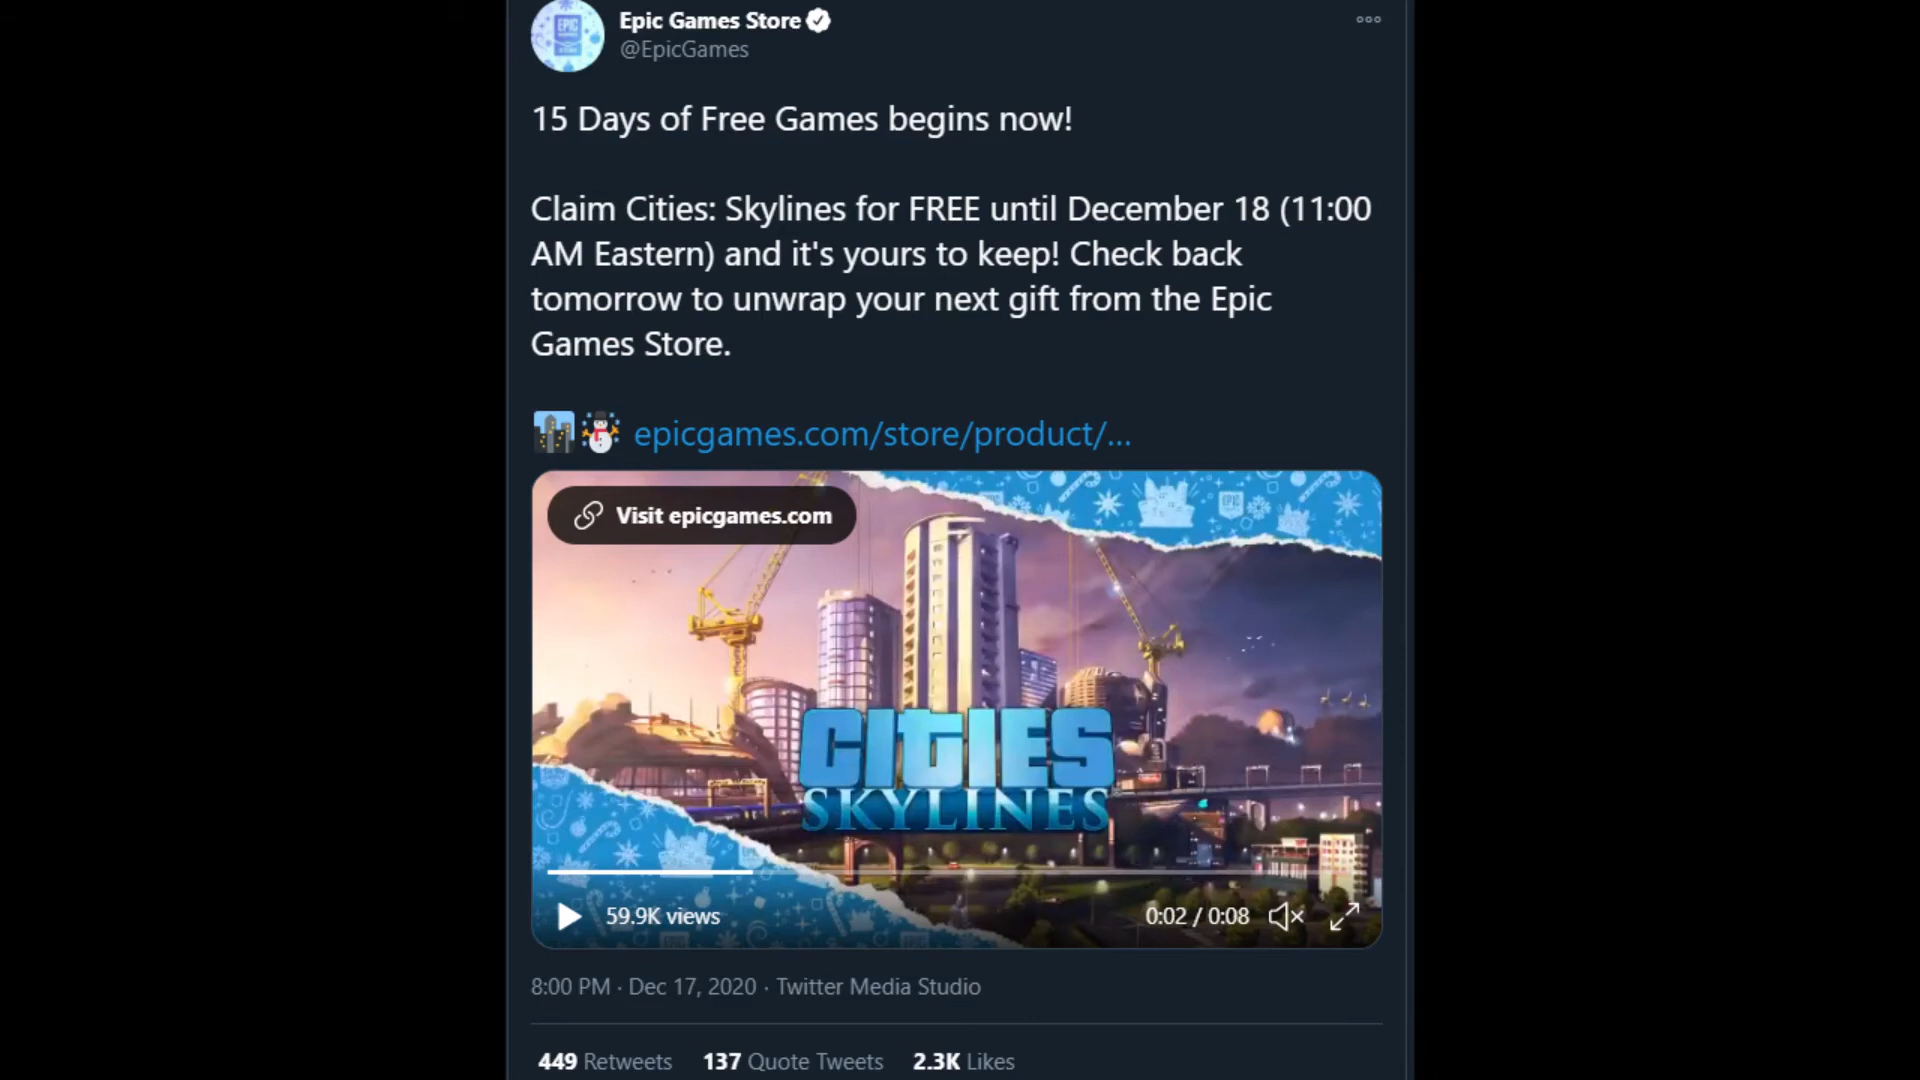 Epic Games Store
@EpicGames
15 Days of Free Games begins now!
Claim Cities: Skylines for FREE until December 18 (11:00
AM Eastern) and it's yours to keep! Check back
tomorrow to unwrap your next gift from the Epic
Games Store.
epicgames.com/store/product/...
Visit epicgames.com
CITIES
SKYLINES
59.9K views
0:02 / 0:08
8:00 PM · Dec 17, 2020 · Twitter Media Studio
449 Retweets 137 Quote Tweets 2.3K Likes